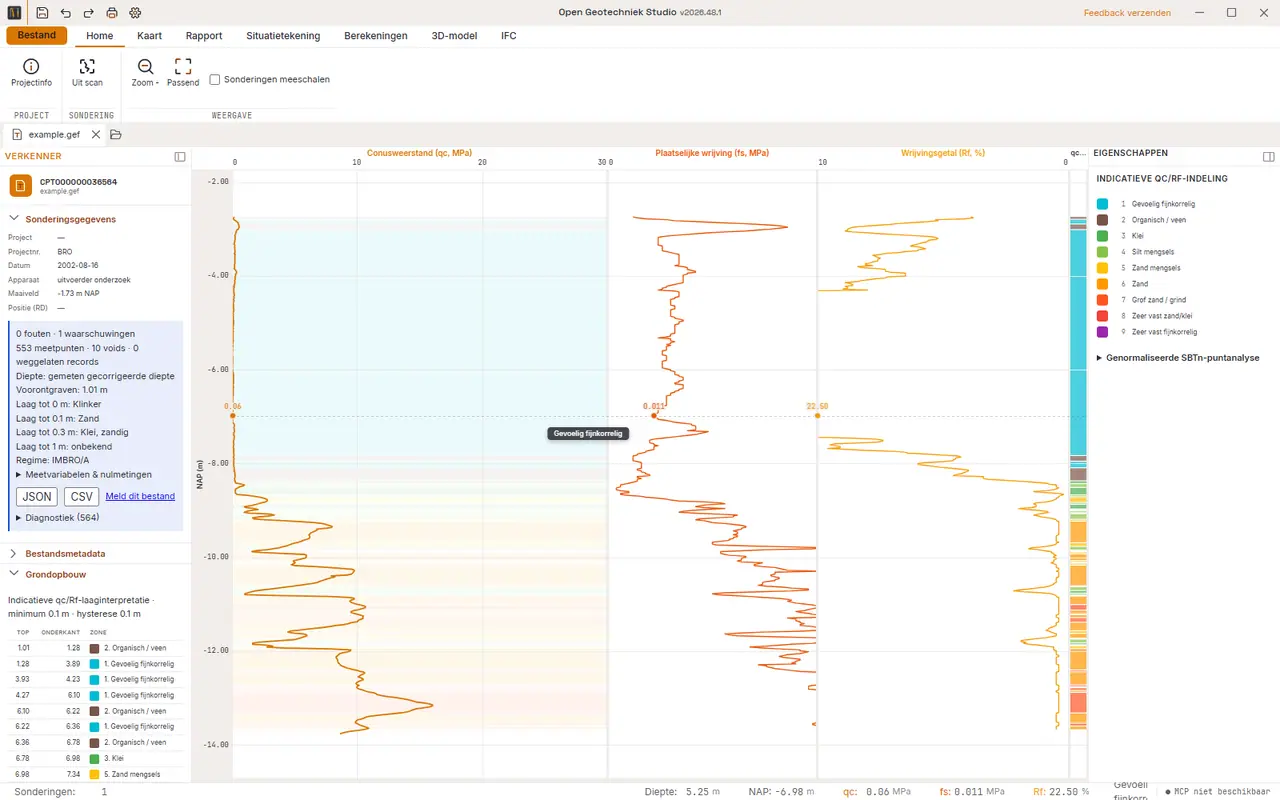 Open Geotechniek Studio v2026.48.1
Feedback verzenden
Bestand
Home
Kaart
Rapport
Situatietekening
Berekeningen
3D-model
IFC
Projectinfo
Uit scan
Zoom
Passend
Sonderingen meeschalen
PROJECT
SONDERING
WEERGAVE
example.gef
VERKENNER
CPT000000036564
example.gef
Sonderingsgegevens
Project —
Projectnr. BRO
Datum 2002-08-16
Apparaat uitvoerder onderzoek
Maaiveld -1.73 m NAP
Positie (RD) —
0 fouten · 1 waarschuwingen
553 meetpunten · 10 voids · 0
weggelaten records
Diepte: gemeten gecorrigeerde diepte
Voorontgraven: 1.01 m
Laag tot 0 m: Klinker
Laag tot 0.1 m: Zand
Laag tot 0.3 m: Klei, zandig
Laag tot 1 m: onbekend
Regime: IMBRO/A
Meetvariabelen & nulmetingen
JSON CSV Meld dit bestand
Diagnostiek (564)
Bestandsmetadata
Grondopbouw
Indicatieve qc/Rf-laaginterpretatie ·
minimum 0.1 m · hysterese 0.1 m
TOP ONDERKANT ZONE
1.01 1.28 2. Organisch / veen
1.28 3.89 1. Gevoelig fijnkorrelig
3.93 4.23 1. Gevoelig fijnkorrelig
4.27 6.10 1. Gevoelig fijnkorrelig
6.10 6.22 2. Organisch / veen
6.22 6.36 1. Gevoelig fijnkorrelig
6.36 6.78 2. Organisch / veen
6.78 6.98 3. Klei
6.98 7.34 5. Zand mengsels
Conusweerstand (qc, MPa)
0 10 20 30
Plaatselijke wrijving (fs, MPa)
0
Wrijvingsgetal (Rf, %)
10 0
qc...
NAP (m)
-2.00
-4.00
-6.00
-8.00
-10.00
-12.00
-14.00
0.06
0.011
22.50
Gevoelig fijnkorrelig
EIGENSCHAPPEN
INDICATIEVE QC/RF-INDELING
1 Gevoelig fijnkorrelig
2 Organisch / veen
3 Klei
4 Silt mengsels
5 Zand mengsels
6 Zand
7 Grof zand / grind
8 Zeer vast zand/klei
9 Zeer vast fijnkorrelig
Genormaliseerde SBTn-puntanalyse
Sonderingen: 1
Diepte: 5.25 m
NAP: -6.98 m
qc: 0.06 MPa
fs: 0.011 MPa
Rf: 22.50 %
MCP niet beschikbaar